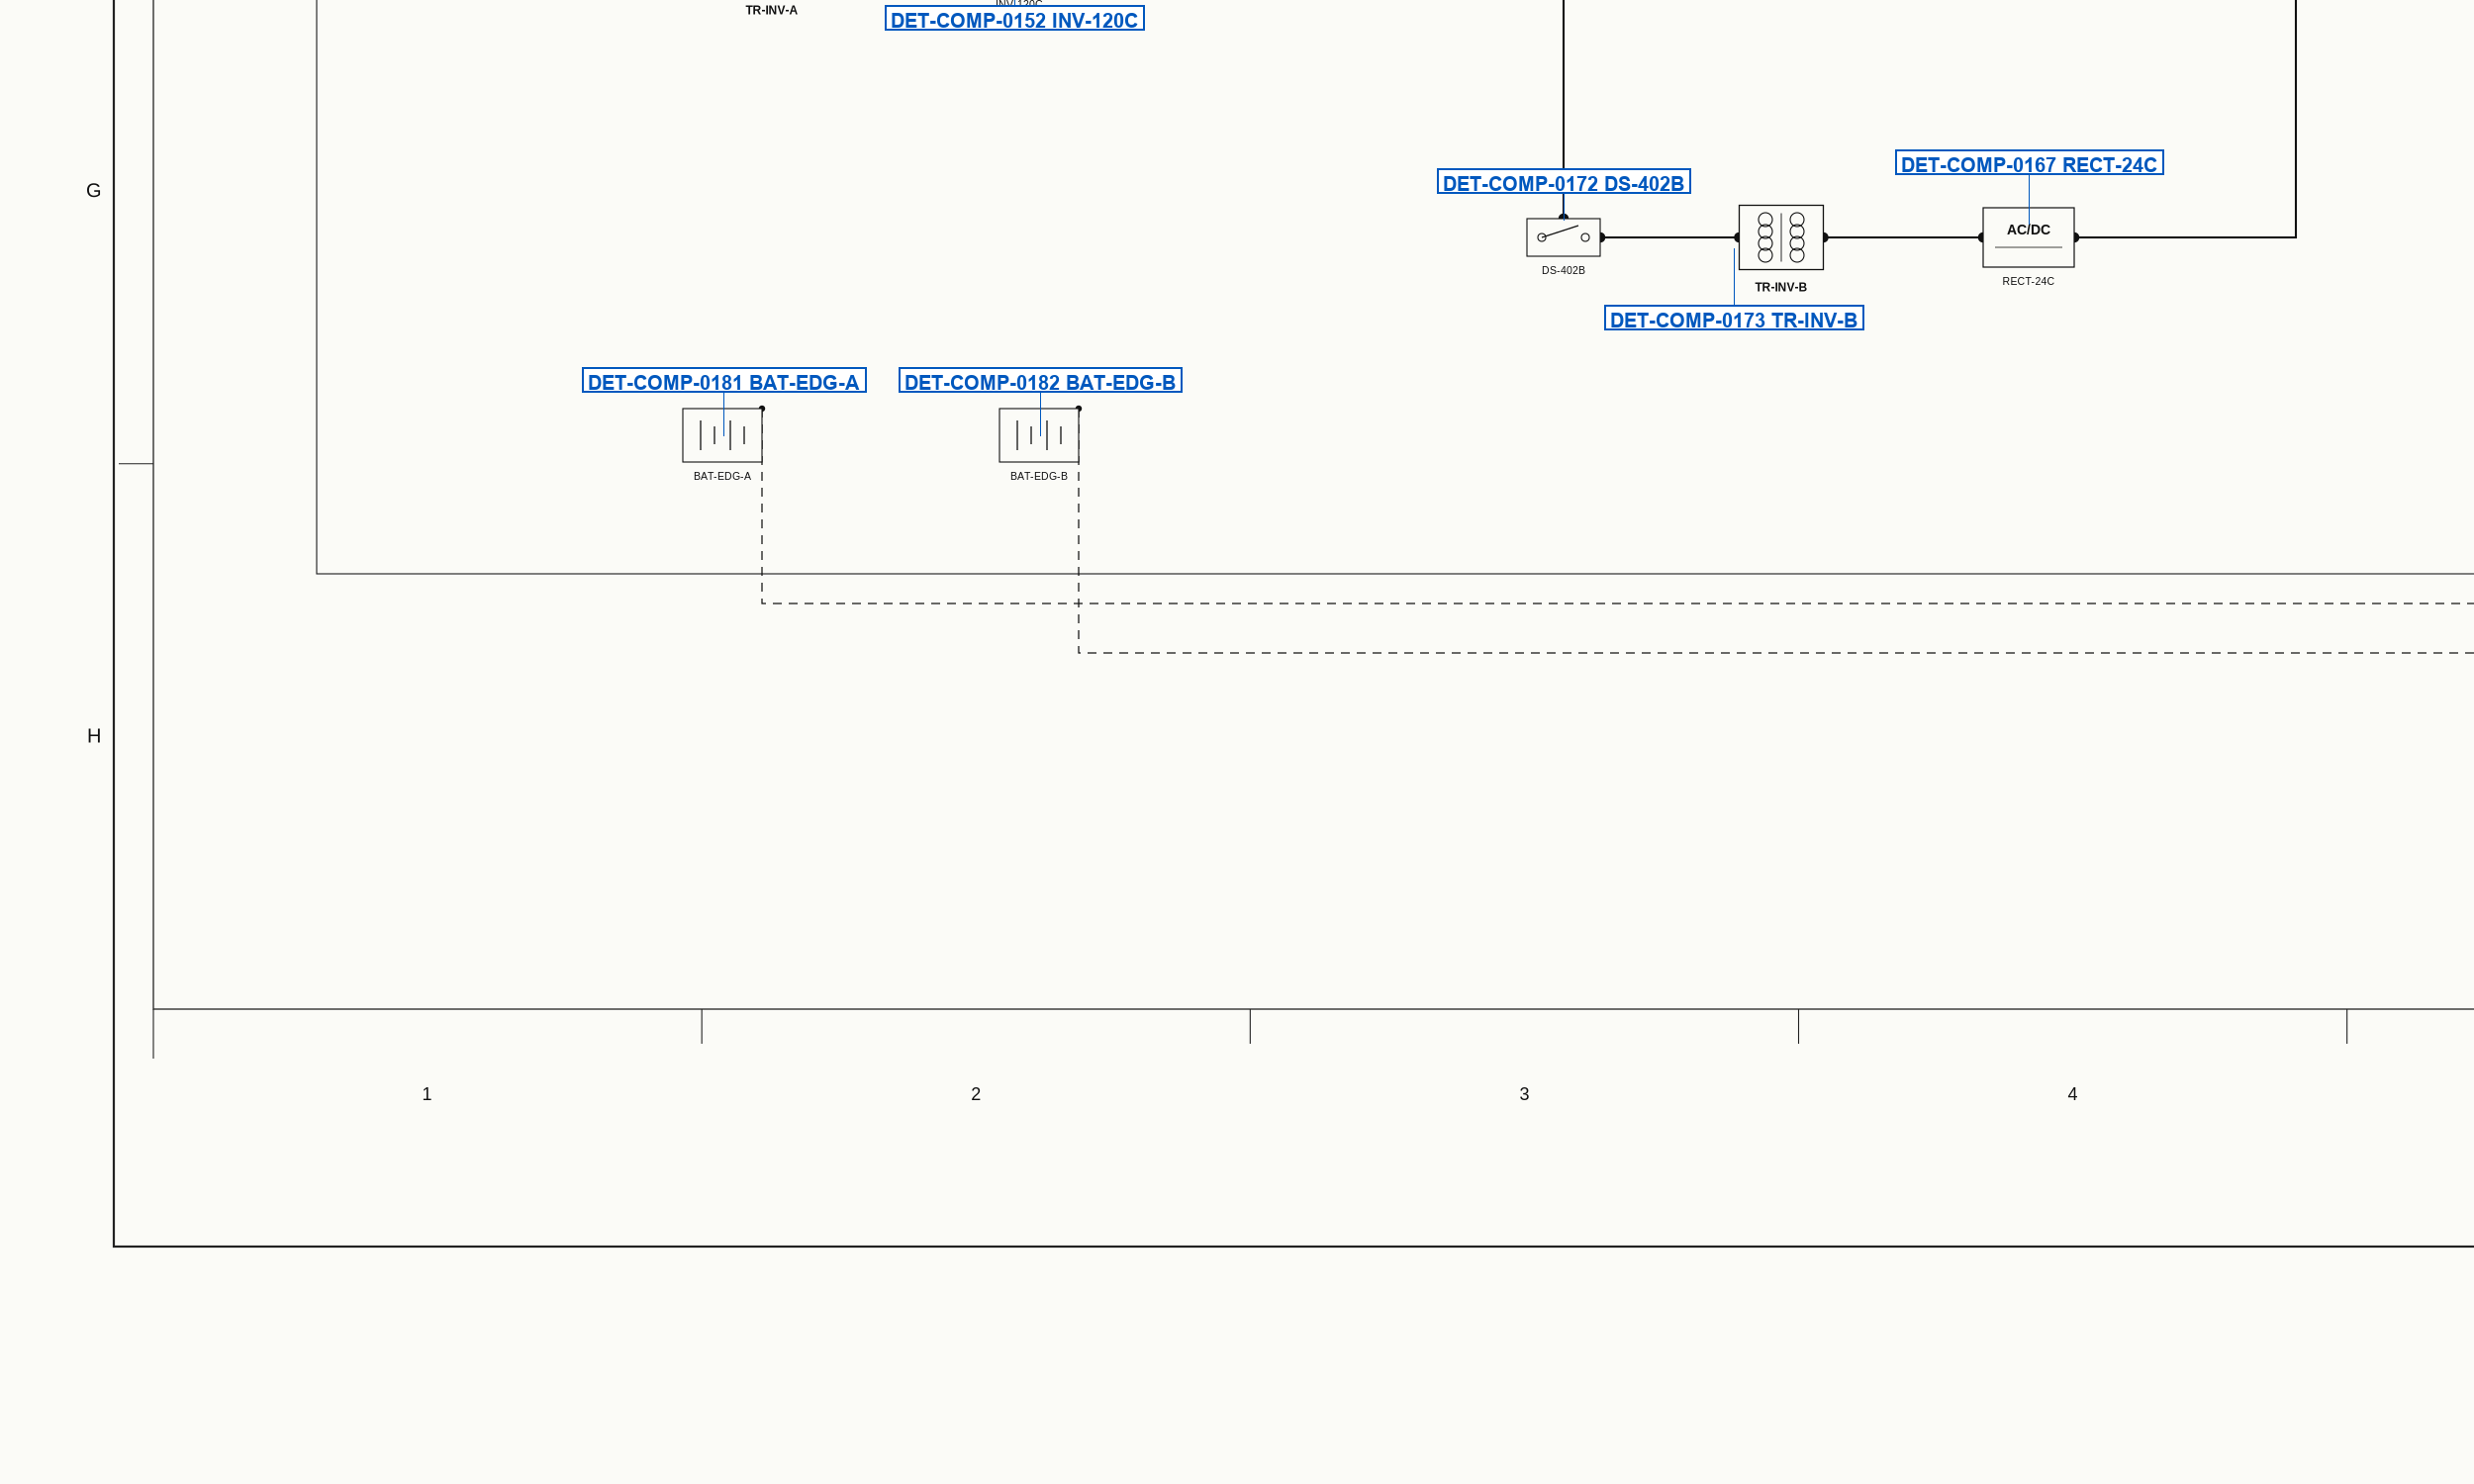 TR-INV-A
DET-COMP-0152 INV-120C
DET-COMP-0167 RECT-24C
DET-COMP-0172 DS-402B
G
AC/DC
DS-402B
RECT-24C
TR-INV-B
DET-COMP-0173 TR-INV-B
DET-COMP-0181 BAT-EDG-A
DET-COMP-0182 BAT-EDG-B
BAT-EDG-A
BAT-EDG-B
H
1
2
3
4